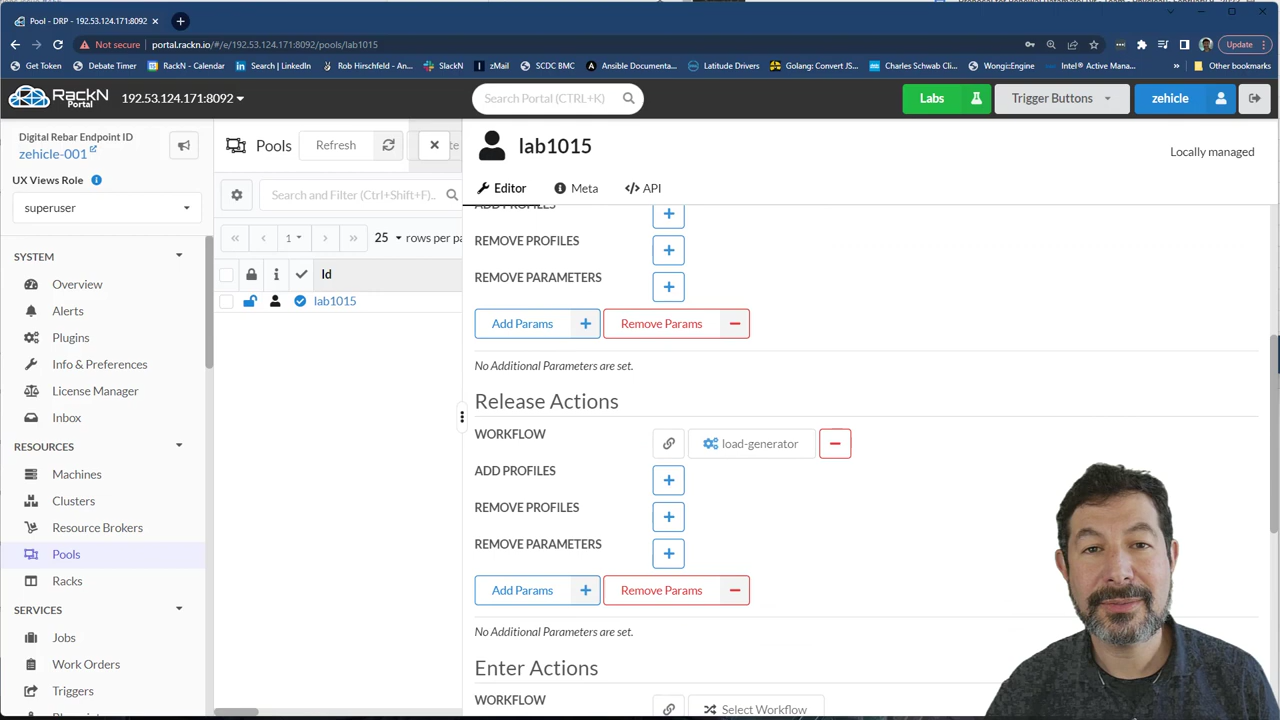 Pool - DRP - 192.53.124.171:8092
Not secure portal.rackn.io/#/e/192.53.124.171:8092/pools/lab1015
Update
Get Token
Debate Timer
RackN - Calendar
Search | LinkedIn
Rob Hirschfeld - An...
SlackN
zMail
SCDC BMC
Ansible Documenta...
Latitude Drivers
Golang: Convert JS...
Charles Schwab Cli...
Wongi:Engine
Intel® Active Mana...
»
Other bookmarks
RackN
Portal
192.53.124.171:8092
Search Portal (CTRL+K)
Labs
Trigger Buttons
zehicle
Digital Rebar Endpoint ID
zehicle-001
UX Views Role
superuser
SYSTEM
Overview
Alerts
Plugins
Info & Preferences
License Manager
Inbox
RESOURCES
Machines
Clusters
Resource Brokers
Pools
Racks
SERVICES
Jobs
Work Orders
Triggers
Pools
Refresh
te
Search and Filter (Ctrl+Shift+F)...
1
25 rows per pa
Id
lab1015
lab1015
Locally managed
Editor
Meta
API
ADD PROFILES
REMOVE PROFILES
REMOVE PARAMETERS
Add Params
Remove Params
No Additional Parameters are set.
Release Actions
WORKFLOW
load-generator
ADD PROFILES
REMOVE PROFILES
REMOVE PARAMETERS
Add Params
Remove Params
No Additional Parameters are set.
Enter Actions
WORKFLOW
Select Workflow